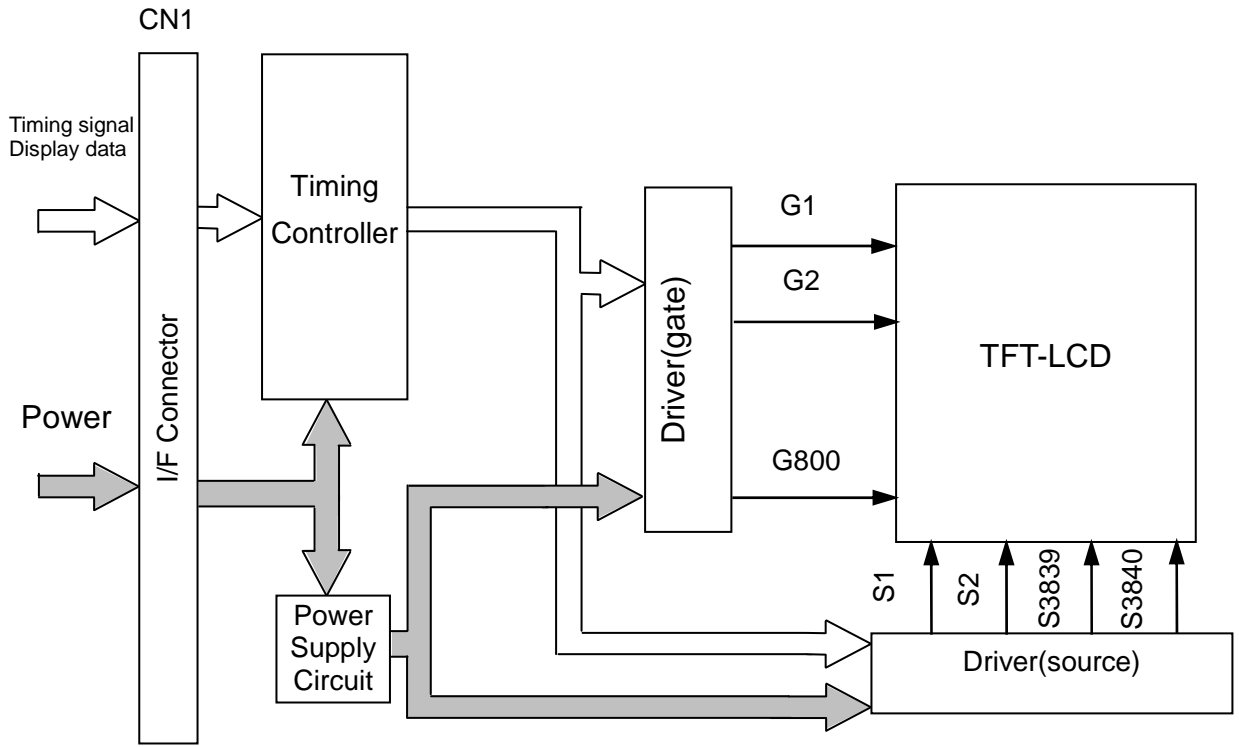 CN1
Timing signal
Display data
Power
I/F Connector
Timing
Controller
Power
Supply
Circuit
Driver(gate)
G1
G2
G800
TFT-LCD
S1
S2
S3839
S3840
Driver(source)